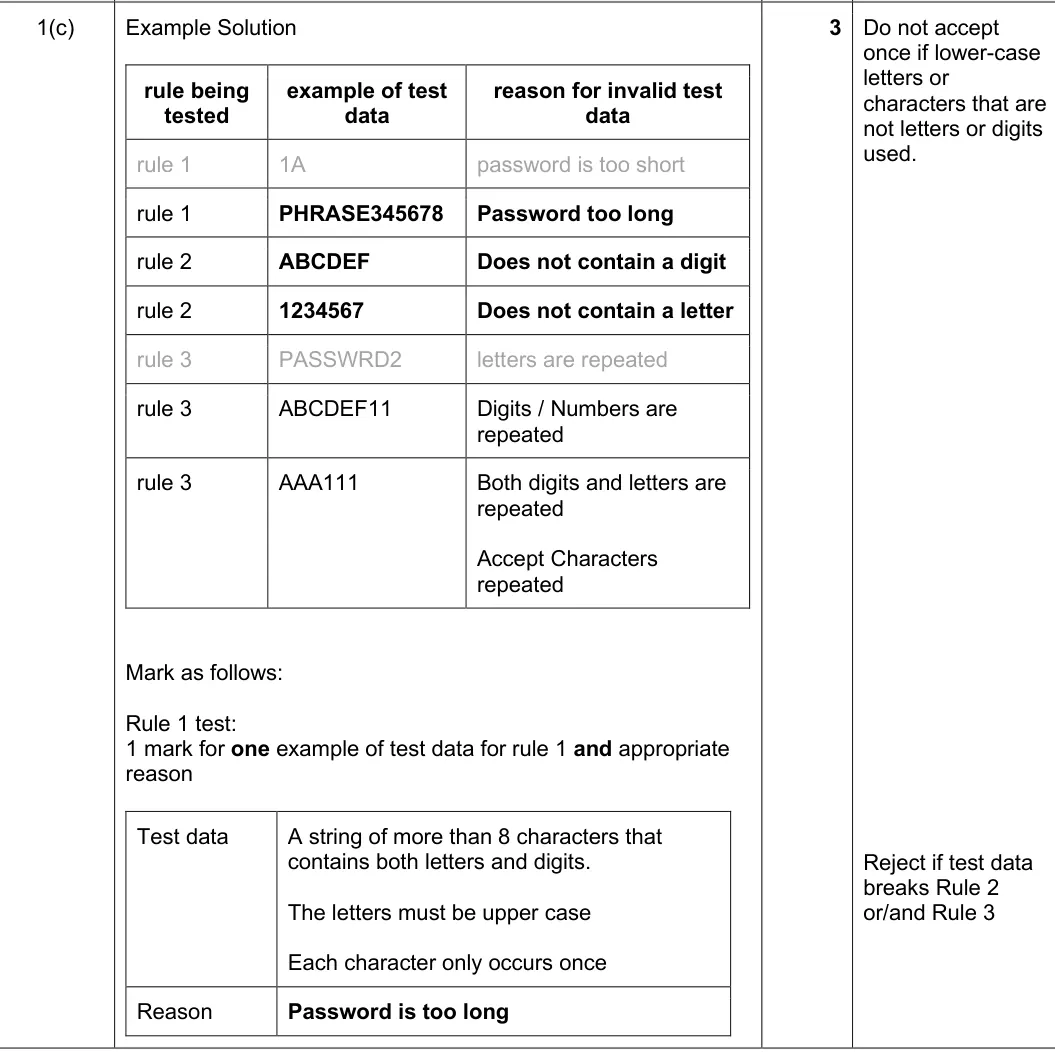 1(c)
Example Solution
3
Do not accept
once if lower-case
letters or
characters that are
not letters or digits
used.
rule being
tested
example of test
data
reason for invalid test
data
rule 1
1A
password is too short
rule 1
PHRASE345678
Password too long
rule 2
ABCDEF
Does not contain a digit
rule 2
1234567
Does not contain a letter
rule 3
PASSWRD2
letters are repeated
rule 3
ABCDEF11
Digits / Numbers are
repeated
rule 3
AAA111
Both digits and letters are
repeated
Accept Characters
repeated
Mark as follows:
Rule 1 test:
1 mark for one example of test data for rule 1 and appropriate
reason
Test data
A string of more than 8 characters that
contains both letters and digits.
The letters must be upper case
Each character only occurs once
Reject if test data
breaks Rule 2
or/and Rule 3
Reason
Password is too long